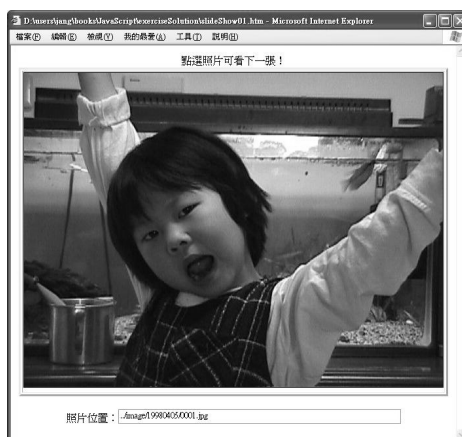 D:\users\jang\books\JavaScript\exerciseSolution\slideShow01.htm - Microsoft Internet Explorer
檔案(F) 編輯(E) 檢視(V) 我的最愛(A) 工具(T) 說明(H)
點選照片可看下一張！
照片位置：../image/19980405/0001.jpg